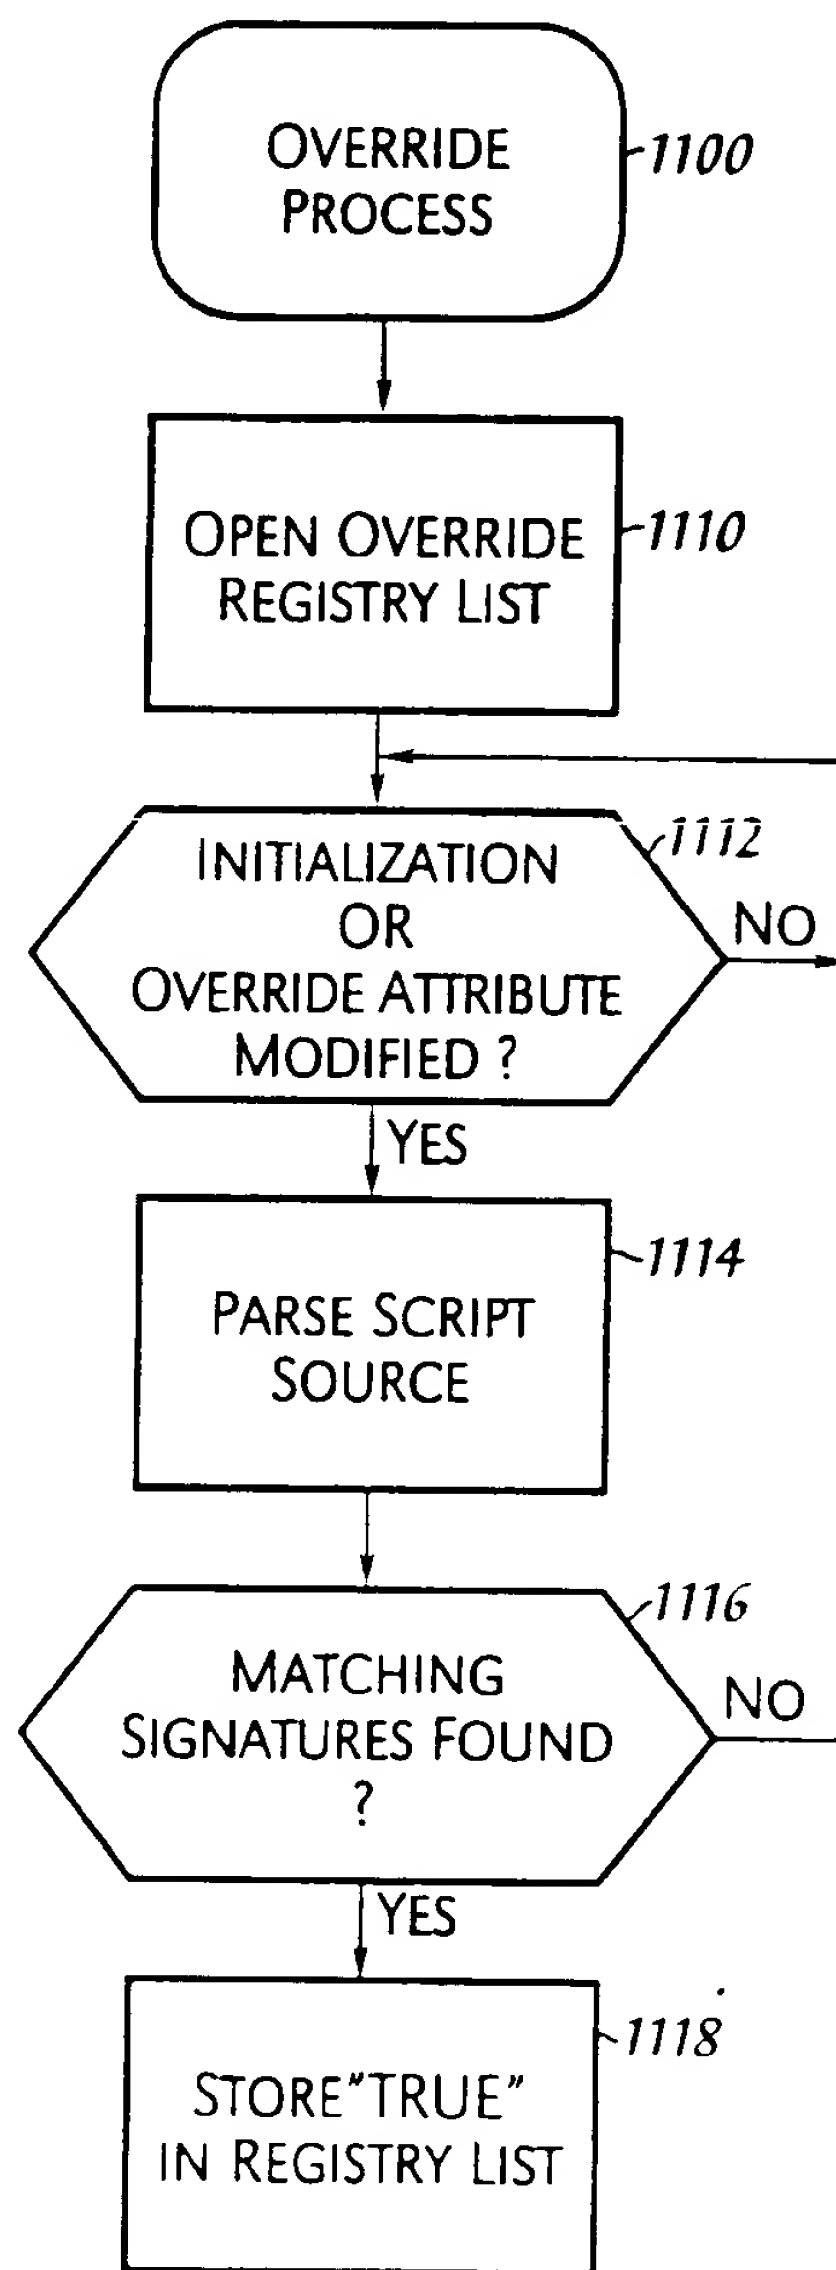 OVERRIDE
PROCESS
1100
OPEN OVERRIDE
REGISTRY LIST
1110
INITIALIZATION
OR
OVERRIDE ATTRIBUTE
MODIFIED ?
1112
NO
YES
PARSE SCRIPT
SOURCE
1114
MATCHING
SIGNATURES FOUND
?
1116
NO
YES
STORE"TRUE"
IN REGISTRY LIST
1118